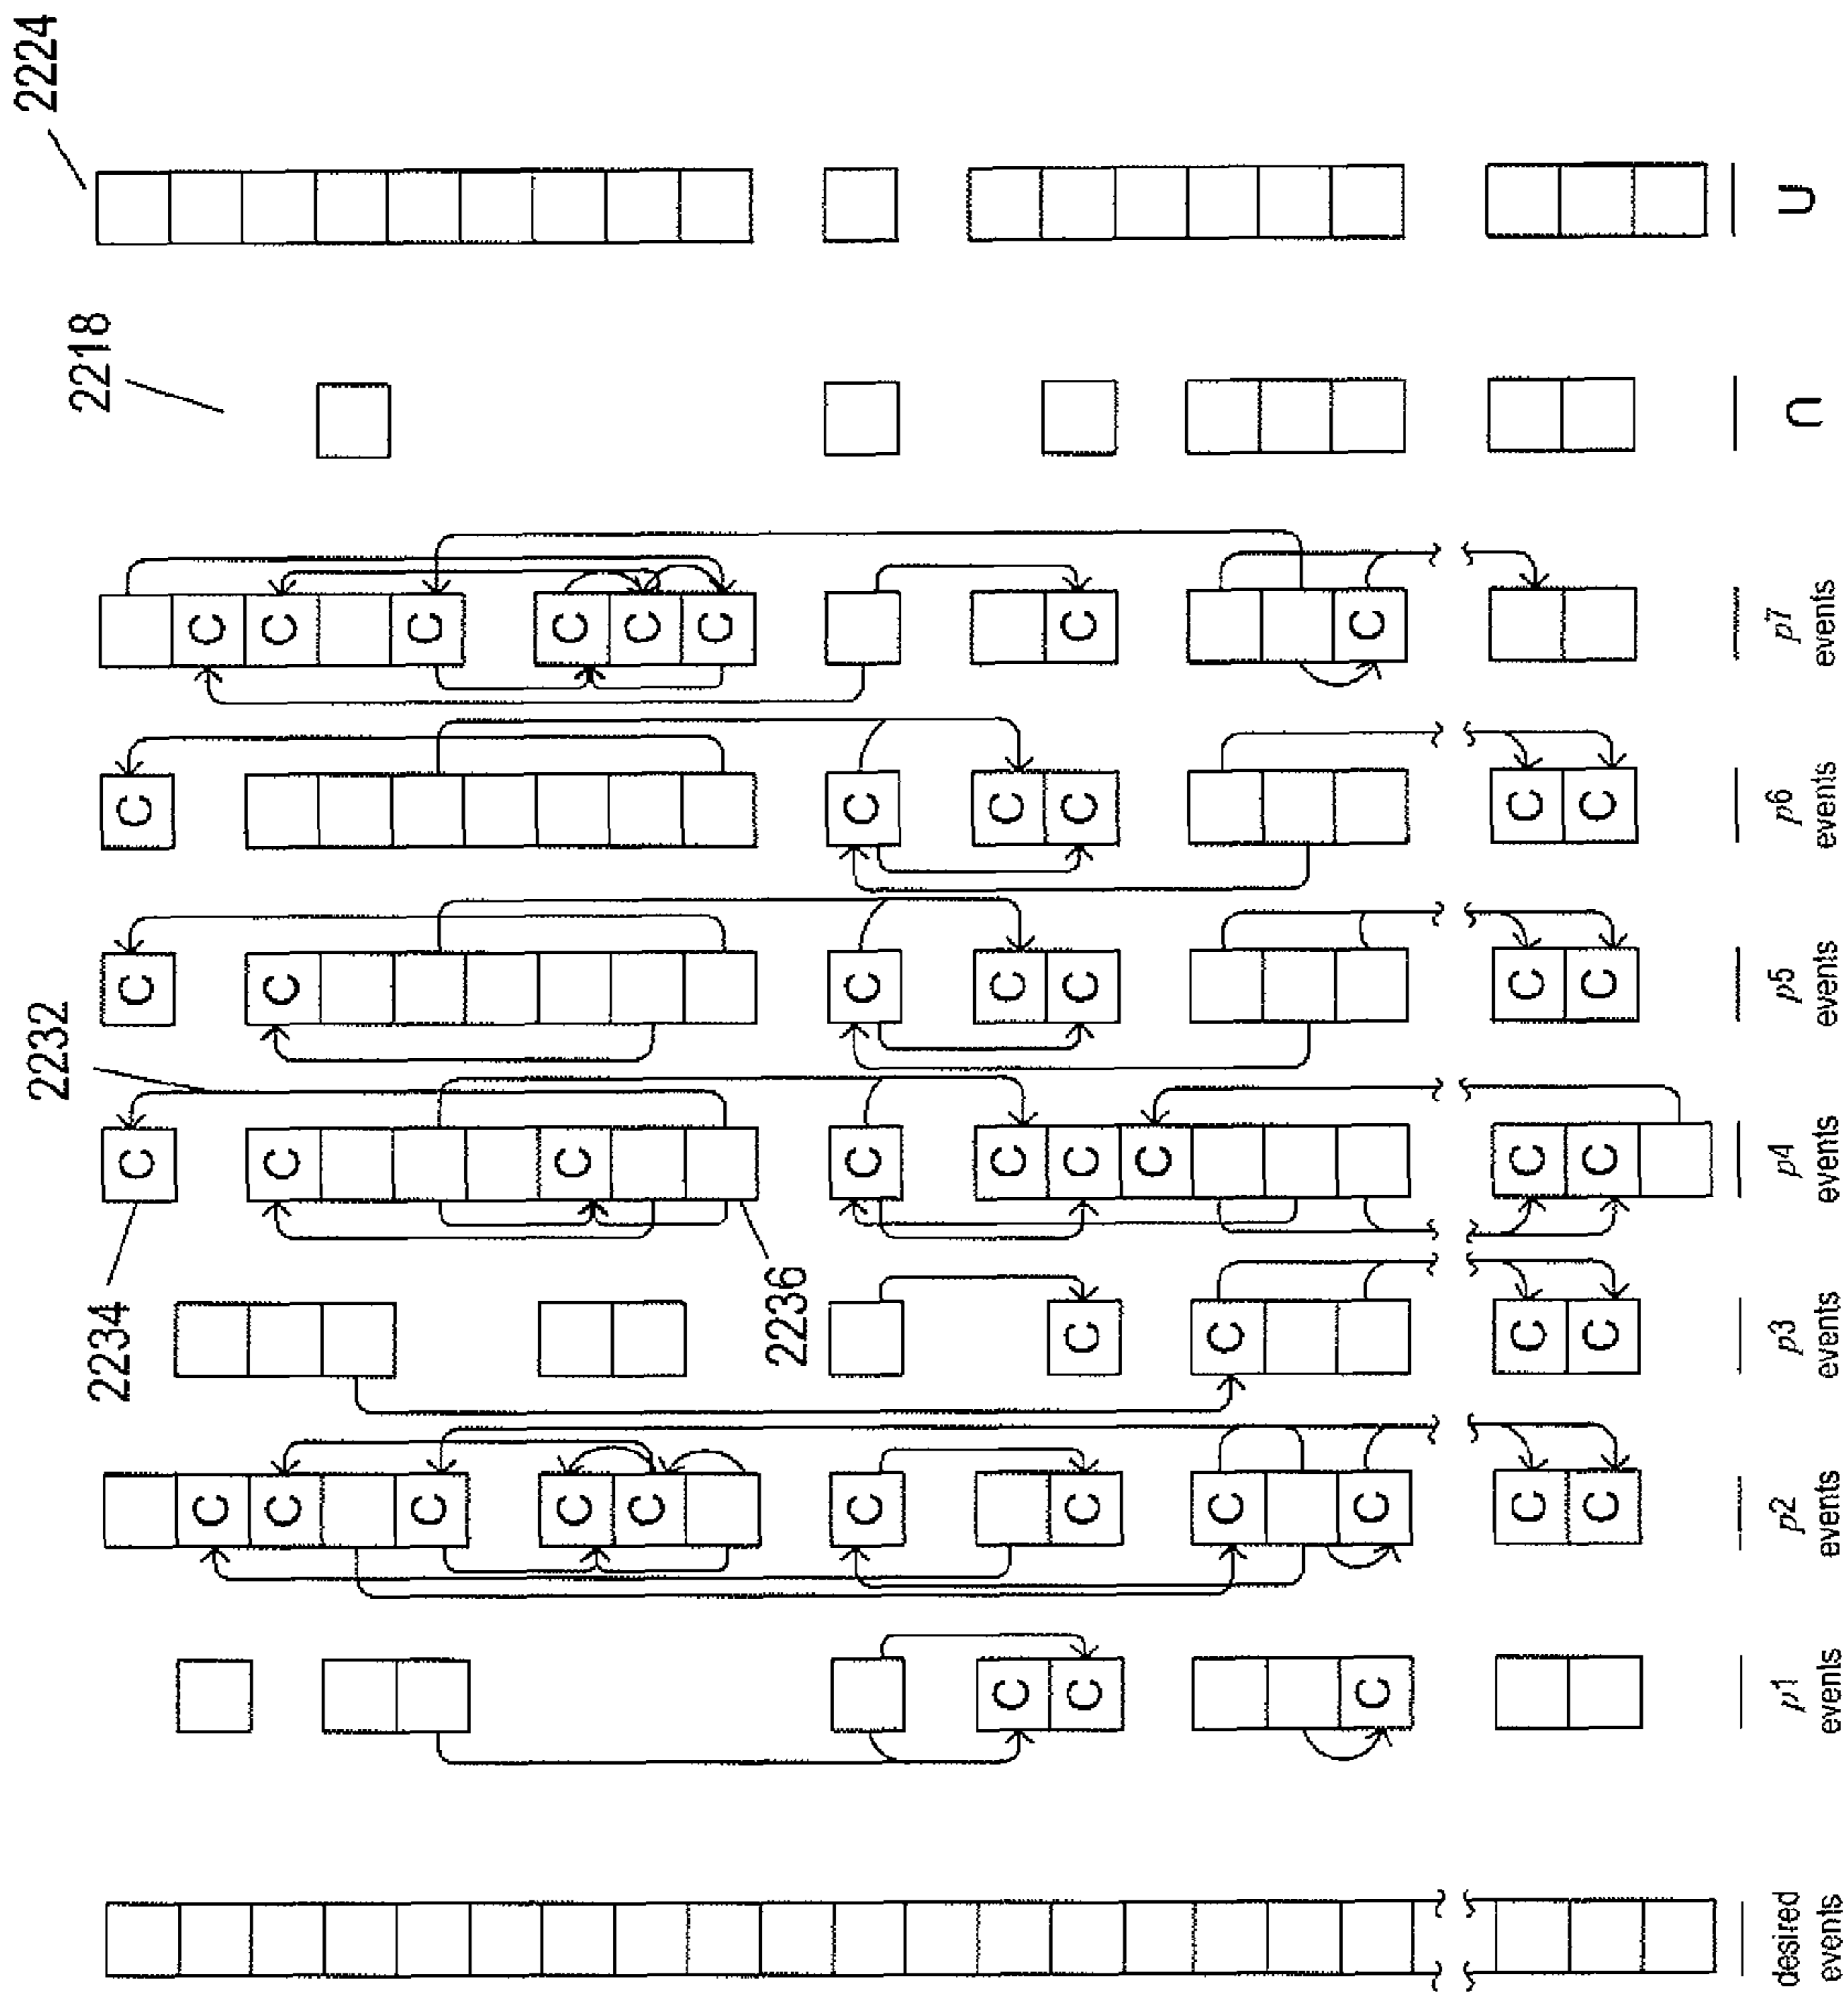 2224
2232
2218
2234
C C C
C C
C C C C
C C
C C C
C C
C
2236
C C C C
C C C C
C C C C C C C
C
C C
C C C
C C C C C
C C C C C
desired events
p1 events
p2 events
p3 events
p4 events
p5 events
p6 events
p7 events
∩
∪